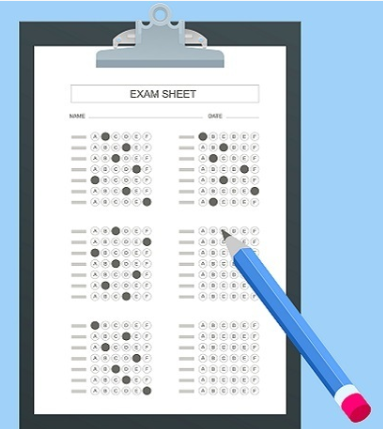 EXAM SHEET
NAME DATE
A C D E F B C D E F
A B C E F A B D E F
A B D E F A C D E F
A B C D F A B C D F
B C D E F A B D E F
A B C E F A B C D E
A B C D E A C D E F
A B D E F A B D E F
A B C D E A B E F
B C D E F A B C F
A B D E F A B C D
A B C D F A B C D
A C D E F A B C D E
A B C E F A B C D E F
B C D E F A B C D E F
A B C E F A B C D E F
A C D E F A B C D E F
A B C D F A B C D E F
A B D E F A B C D E F
A B C E F A B C D E F
A B C D E A B C D E F